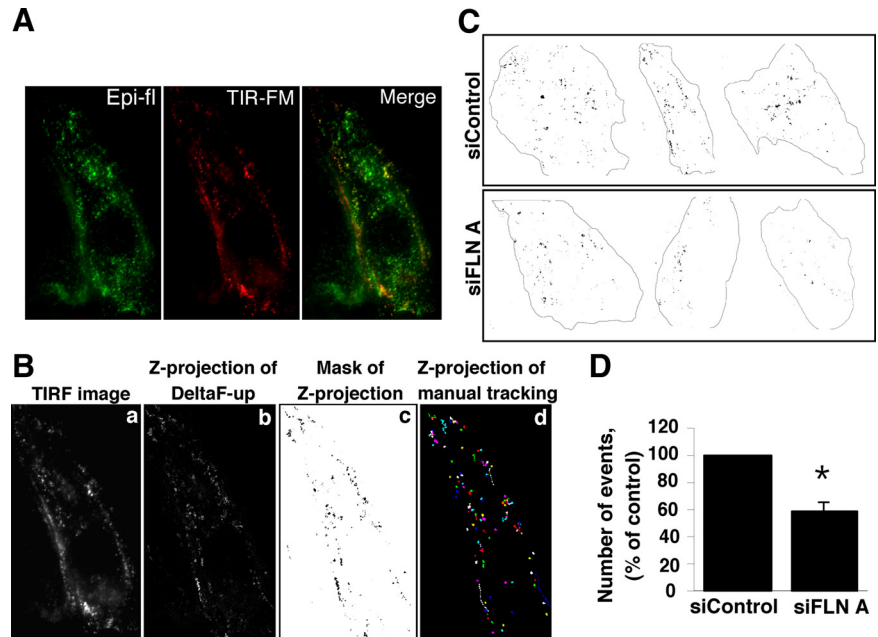 A
Epi-fl
TIR-FM
Merge
B
TIRF image
a
Z-projection of
DeltaF-up
b
Mask of
Z-projection
c
Z-projection of
manual tracking
d
C
siControl
siFLN A
D
Number of events,
(% of control)
120
100
80
60
40
20
0
*
siControl
siFLN A